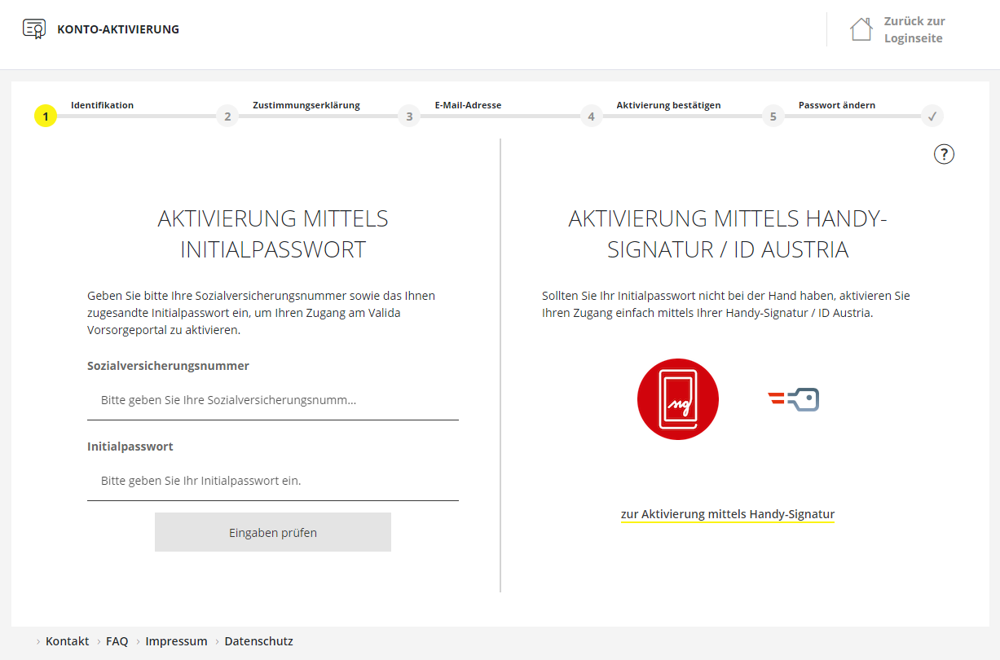 KONTO-AKTIVIERUNG
Zurück zur
Loginseite
1
Identifikation
2
Zustimmungserklärung
3
E-Mail-Adresse
4
Aktivierung bestätigen
5
Passwort ändern
✓
?
AKTIVIERUNG MITTELS
INITIALPASSWORT
Geben Sie bitte Ihre Sozialversicherungsnummer sowie das Ihnen
zugesandte Initialpasswort ein, um Ihren Zugang am Valida
Vorsorgeportal zu aktivieren.
Sozialversicherungsnummer
Bitte geben Sie Ihre Sozialversicherungsnumm...
Initialpasswort
Bitte geben Sie Ihr Initialpasswort ein.
Eingaben prüfen
AKTIVIERUNG MITTELS HANDY-
SIGNATUR / ID AUSTRIA
Sollten Sie Ihr Initialpasswort nicht bei der Hand haben, aktivieren Sie
Ihren Zugang einfach mittels Ihrer Handy-Signatur / ID Austria.
sig
zur Aktivierung mittels Handy-Signatur
› Kontakt › FAQ › Impressum › Datenschutz